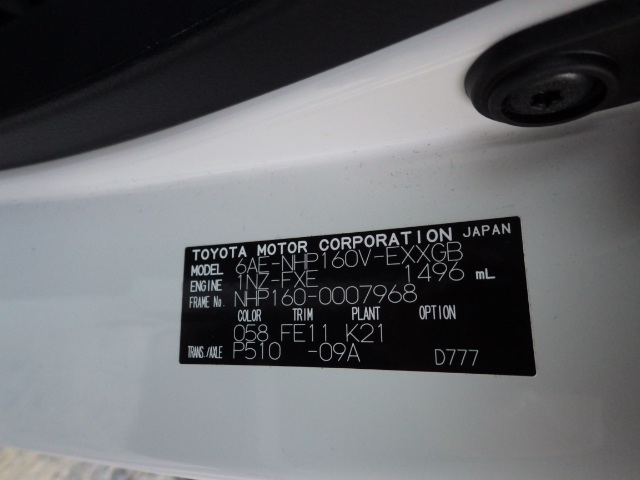 TOYOTA MOTOR CORPORATION JAPAN
MODEL 6AE-NHP160V-EXXGB
ENGINE 1NZ-FXE 1496 mL
FRAME No. NHP160-0007968
COLOR TRIM PLANT OPTION
058 FE11 K21
TRANS./AXLE P510 -09A D777